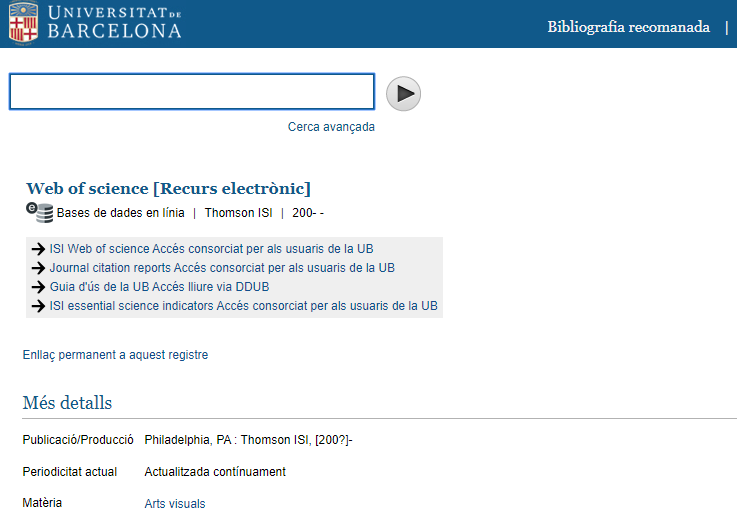 UNIVERSITAT DE
BARCELONA
Bibliografia recomanada |
Cerca avançada
Web of science [Recurs electrònic]
e Bases de dades en línia | Thomson ISI | 200- -
ISI Web of science Accés consorciat per als usuaris de la UB
Journal citation reports Accés consorciat per als usuaris de la UB
Guia d'ús de la UB Accés lliure via DDUB
ISI essential science indicators Accés consorciat per als usuaris de la UB
Enllaç permanent a aquest registre
Més detalls
Publicació/Producció Philadelphia, PA : Thomson ISI, [200?]-
Periodicitat actual Actualitzada contínuament
Matèria Arts visuals